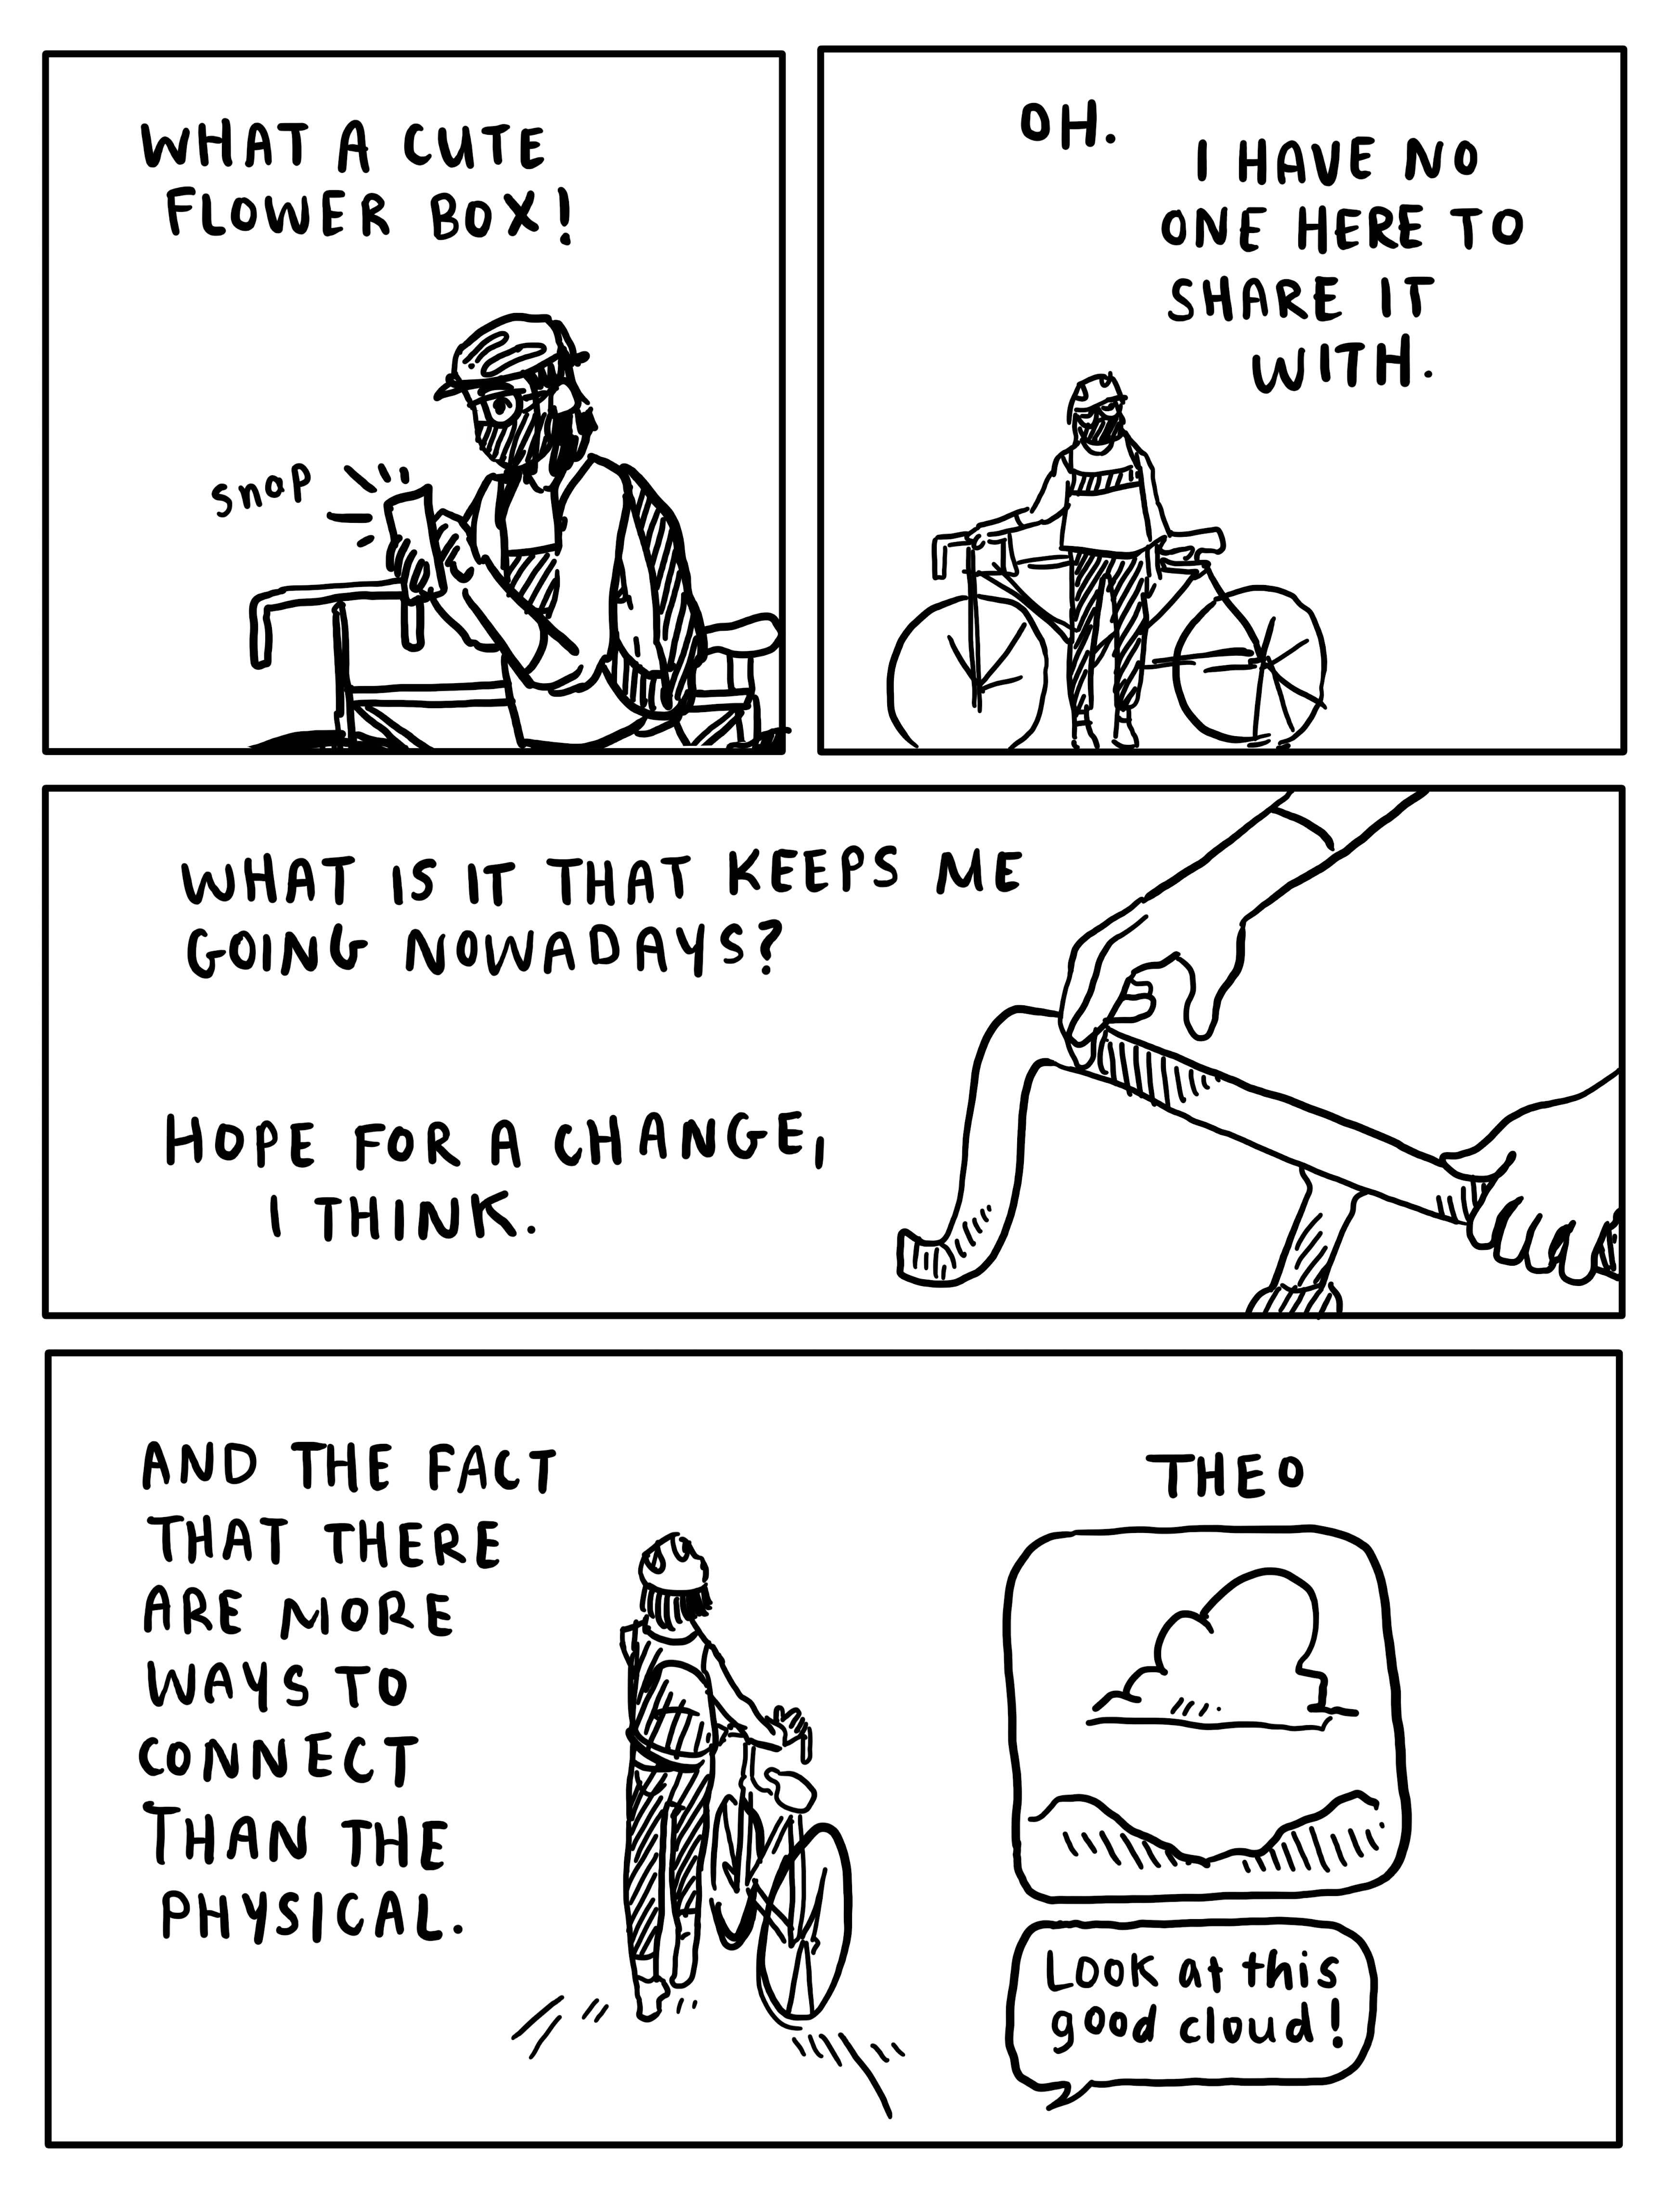 WHAT A CUTE
FLOWER BOX!
snap
OH.
I HAVE NO
ONE HERE TO
SHARE IT
WITH.
WHAT IS IT THAT KEEPS ME
GOING NOWADAYS?
HOPE FOR A CHANGE,
I THINK.
AND THE FACT
THAT THERE
ARE MORE
WAYS TO
CONNECT
THAN THE
PHYSICAL.
THEO
Look at this
good cloud!